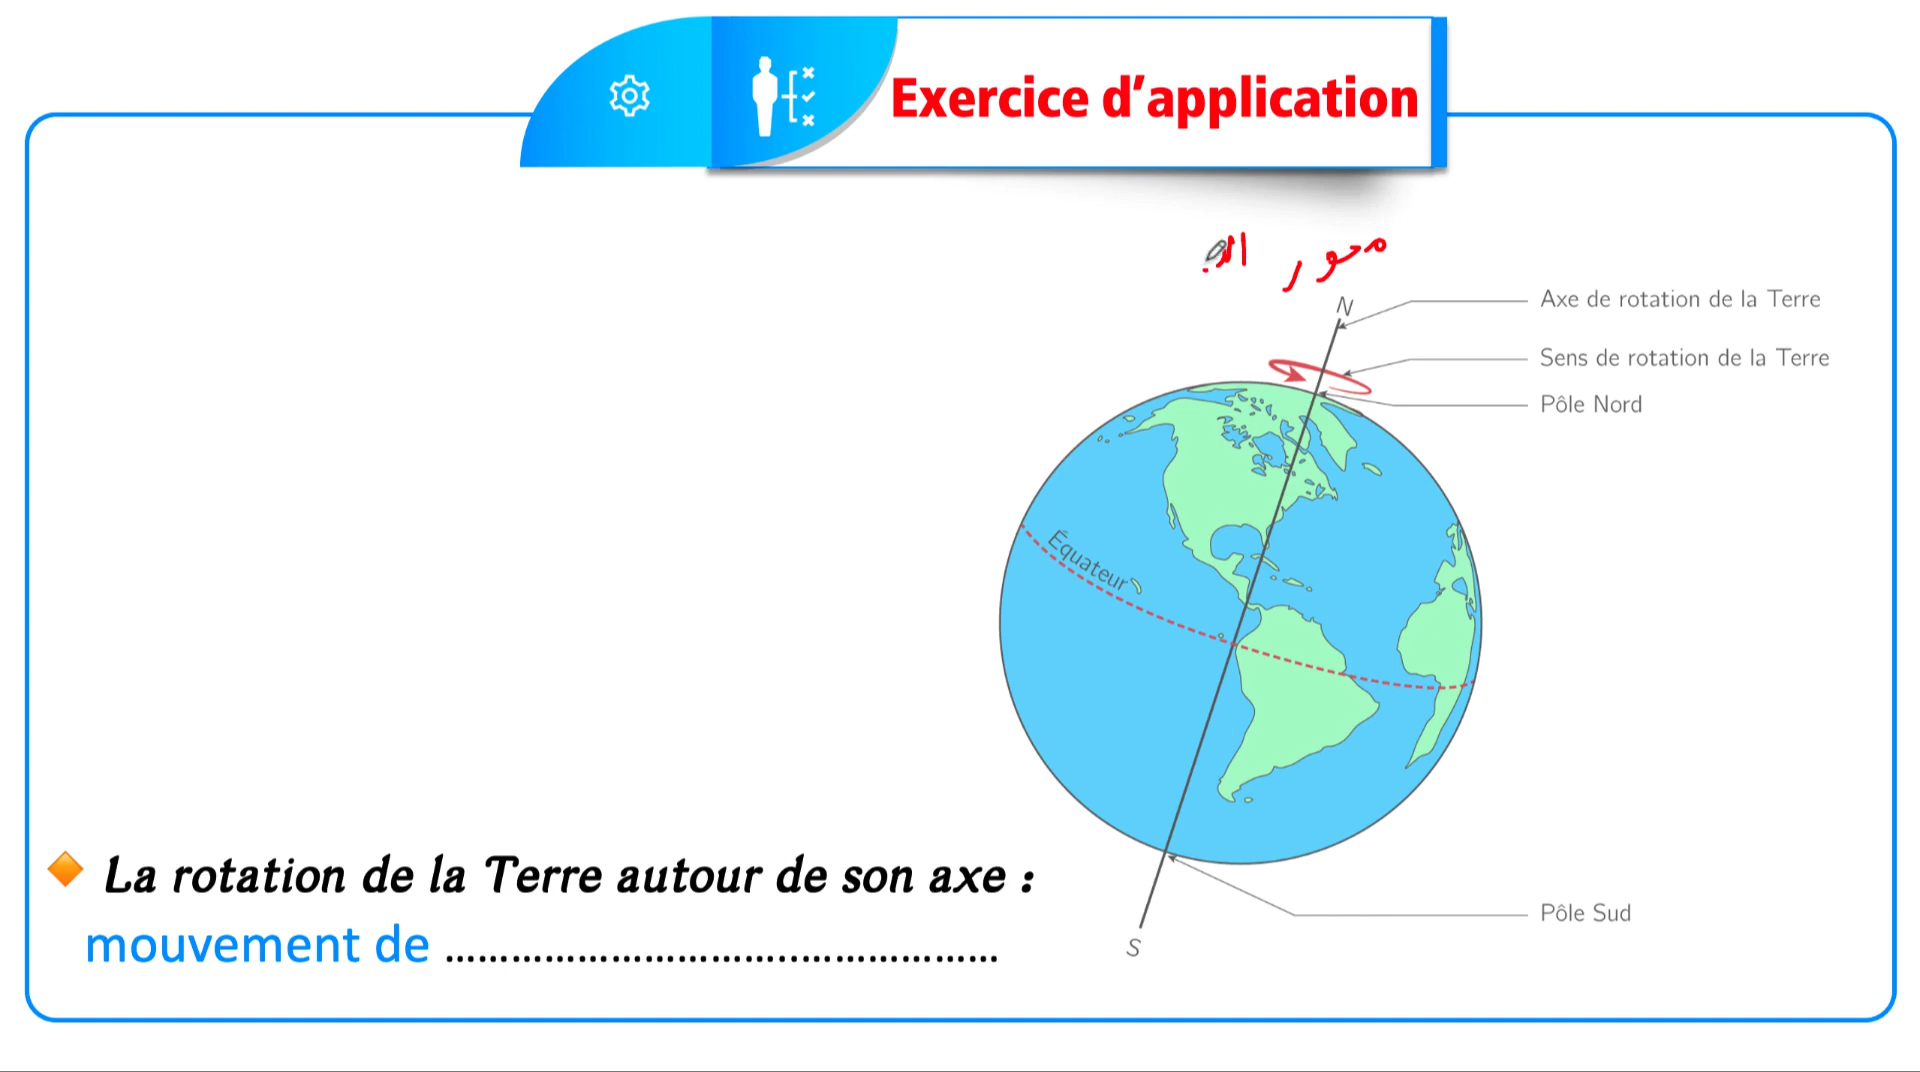 Exercice d’application
محور
N
Axe de rotation de la Terre
Sens de rotation de la Terre
Pôle Nord
Équateur
La rotation de la Terre autour de son axe :
mouvement de ................................................
Pôle Sud
S